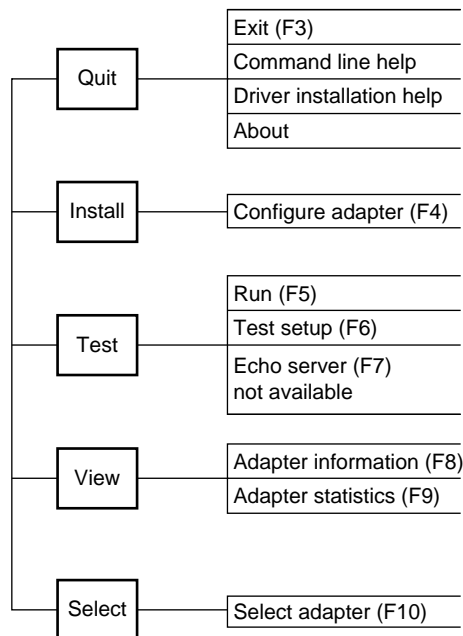 Quit
Exit (F3)
Command line help
Driver installation help
About
Install
Configure adapter (F4)
Test
Run (F5)
Test setup (F6)
Echo server (F7)
not available
View
Adapter information (F8)
Adapter statistics (F9)
Select
Select adapter (F10)